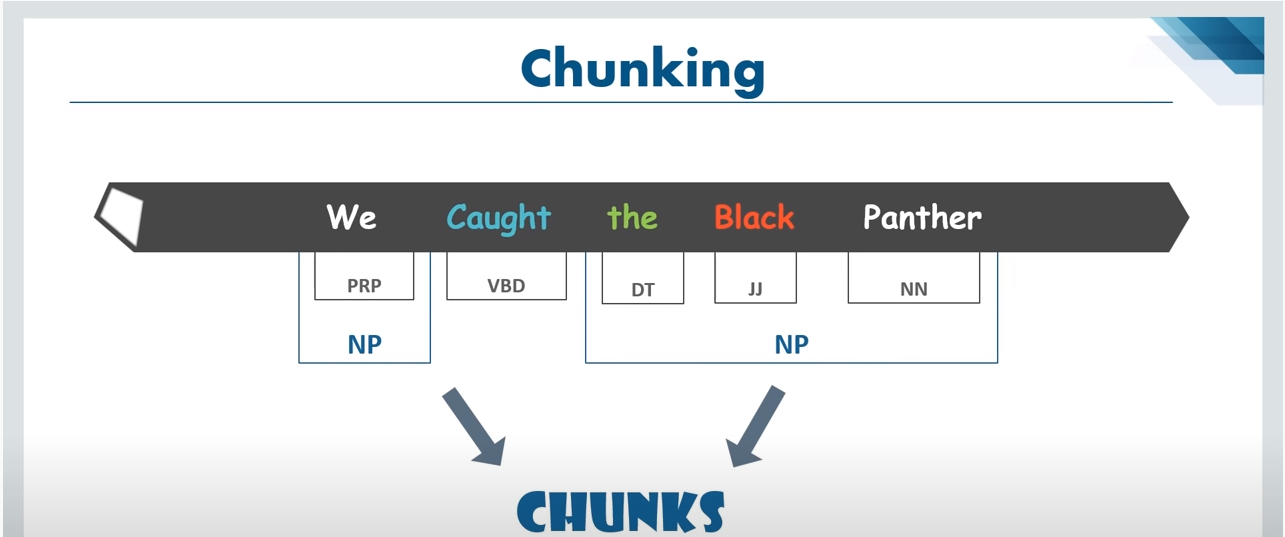 Chunking
We Caught the Black Panther
PRP VBD DT JJ NN
NP NP
CHUNKS